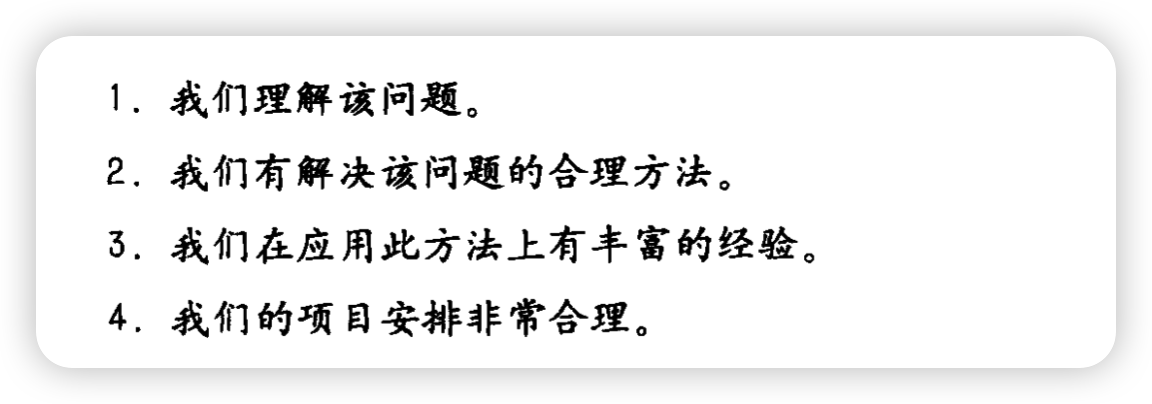 1. 我们理解该问题。
2. 我们有解决该问题的合理方法。
3. 我们在应用此方法上有丰富的经验。
4. 我们的项目安排非常合理。